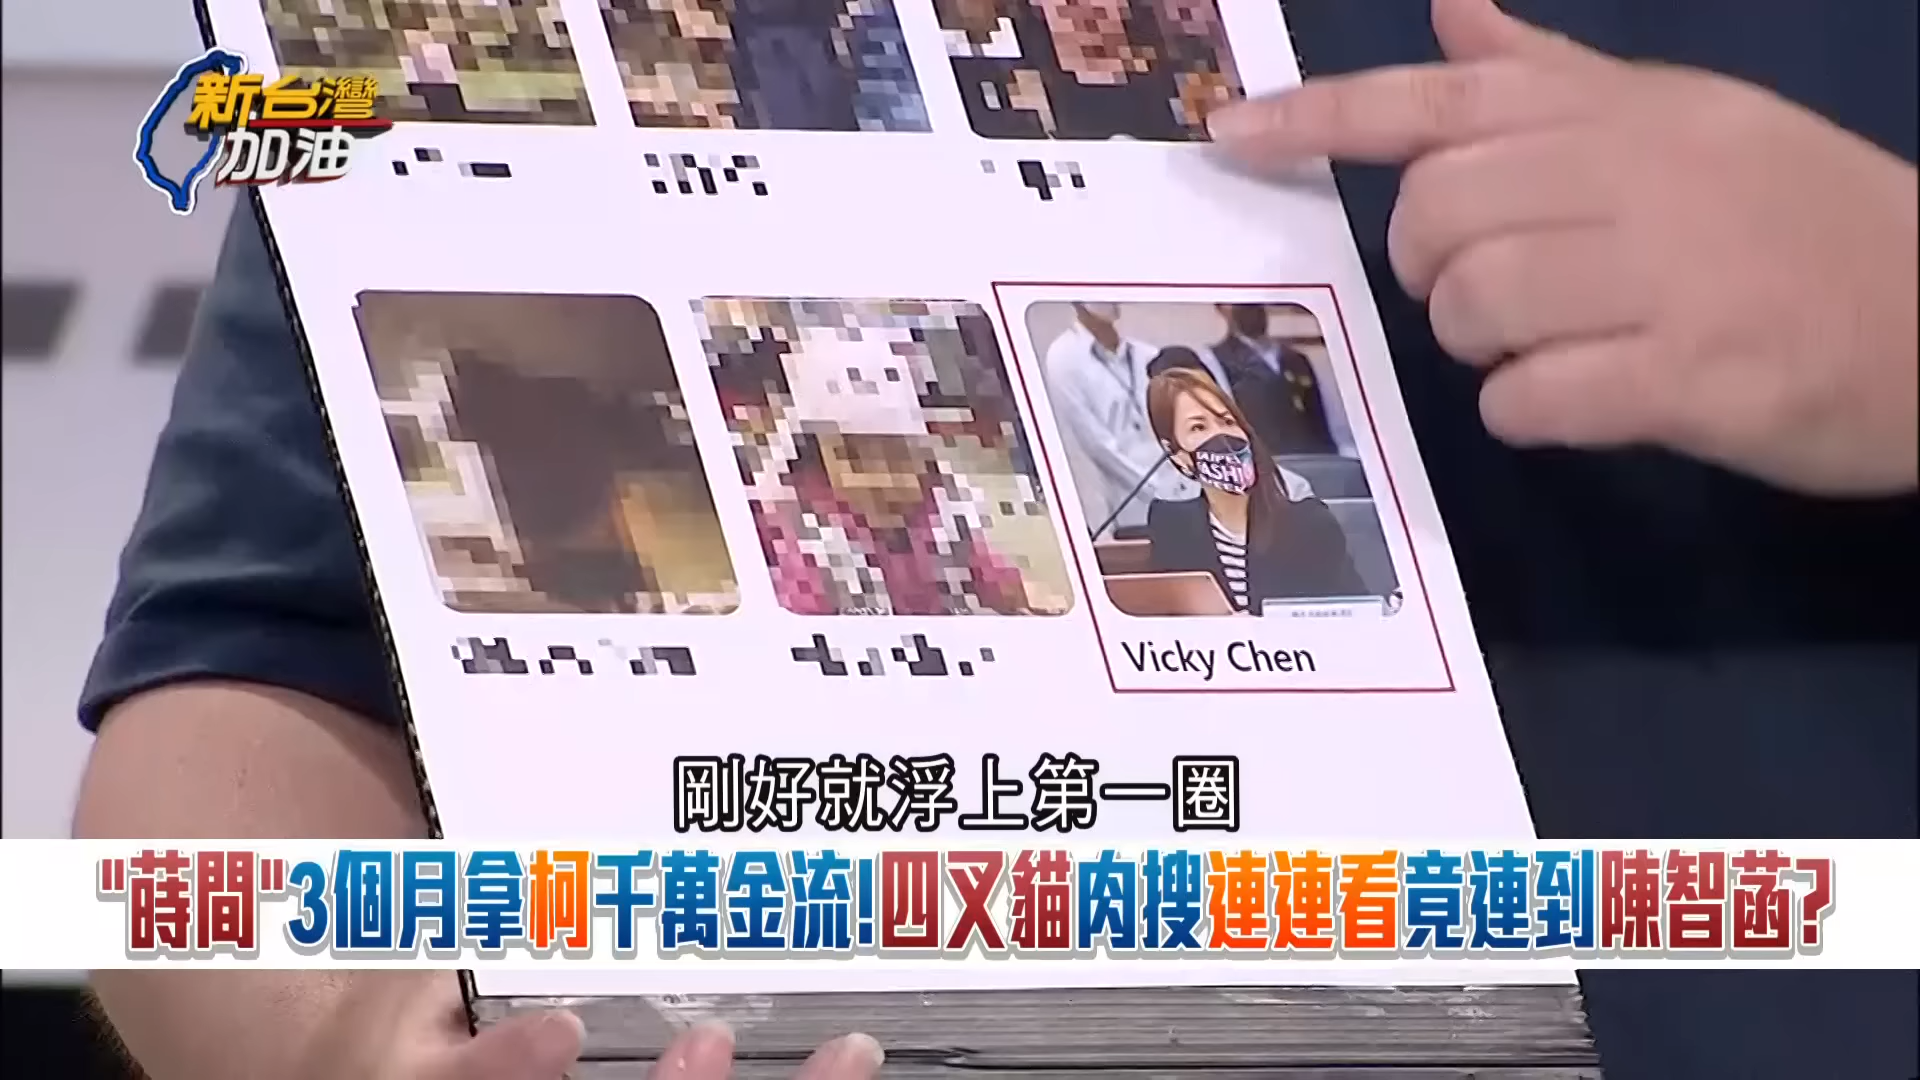 新台灣
加油
TAIPEI
FASHION
WEEK
Vicky Chen
剛好就浮上第一圈
"蒔間"3個月拿柯千萬金流!四叉貓肉搜連連看竟連到陳智菡?